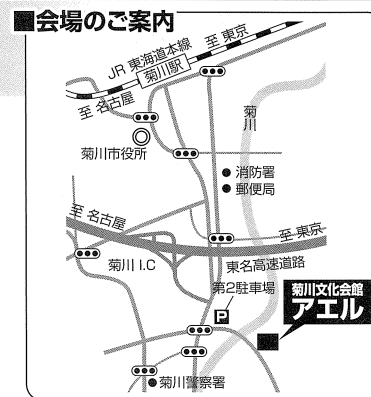 ■会場のご案内
JR東海道本線
至 東京
菊川駅
至 名古屋
菊川
菊川市役所
●消防署
●郵便局
至 名古屋
至 東京
菊川 I.C
東名高速道路
第2駐車場
P
菊川文化会館
アエル
●菊川警察署